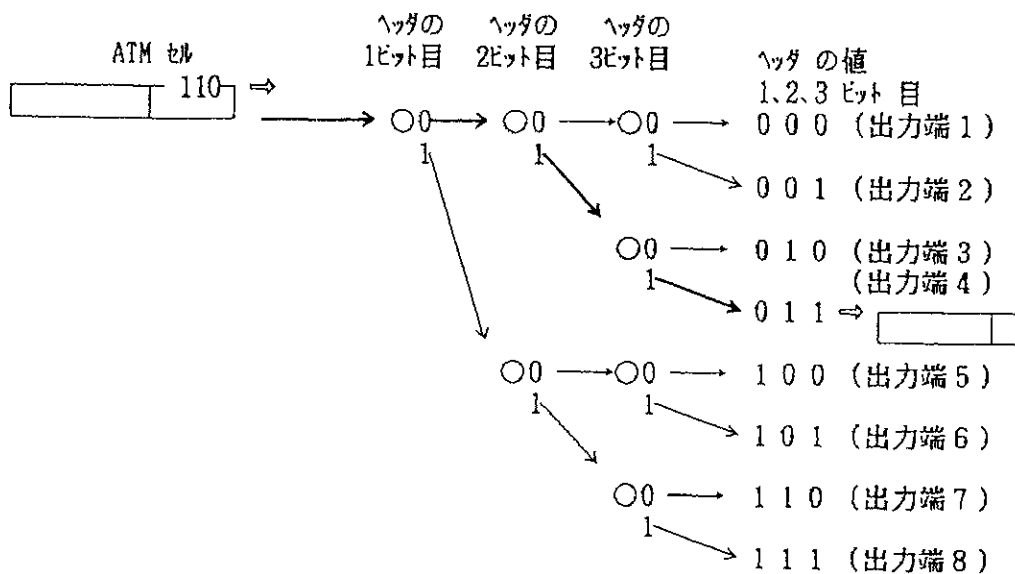 ヘッダの ヘッダの ヘッダの
ATM セル 1ビット目 2ビット目 3ビット目 ヘッダ の値
110 ⇨ 1、2、3 ビット 目
○0 ○0 ○0 0 0 0 (出力端1)
1 1 1
0 0 1 (出力端2)
○0 0 1 0 (出力端3)
1 (出力端4)
0 1 1 ⇨
○0 ○0 1 0 0 (出力端5)
1 1
1 0 1 (出力端6)
○0 1 1 0 (出力端7)
1
1 1 1 (出力端8)